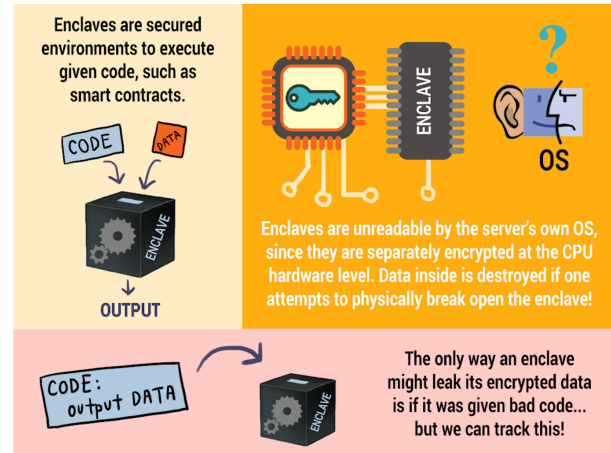 Enclaves are secured
environments to execute
given code, such as
smart contracts.
CODE
DATA
ENCLAVE
OUTPUT
ENCLAVE
?
OS
Enclaves are unreadable by the server's own OS,
since they are separately encrypted at the CPU
hardware level. Data inside is destroyed if one
attempts to physically break open the enclave!
CODE:
output DATA
ENCLAVE
The only way an enclave
might leak its encrypted data
is if it was given bad code...
but we can track this!